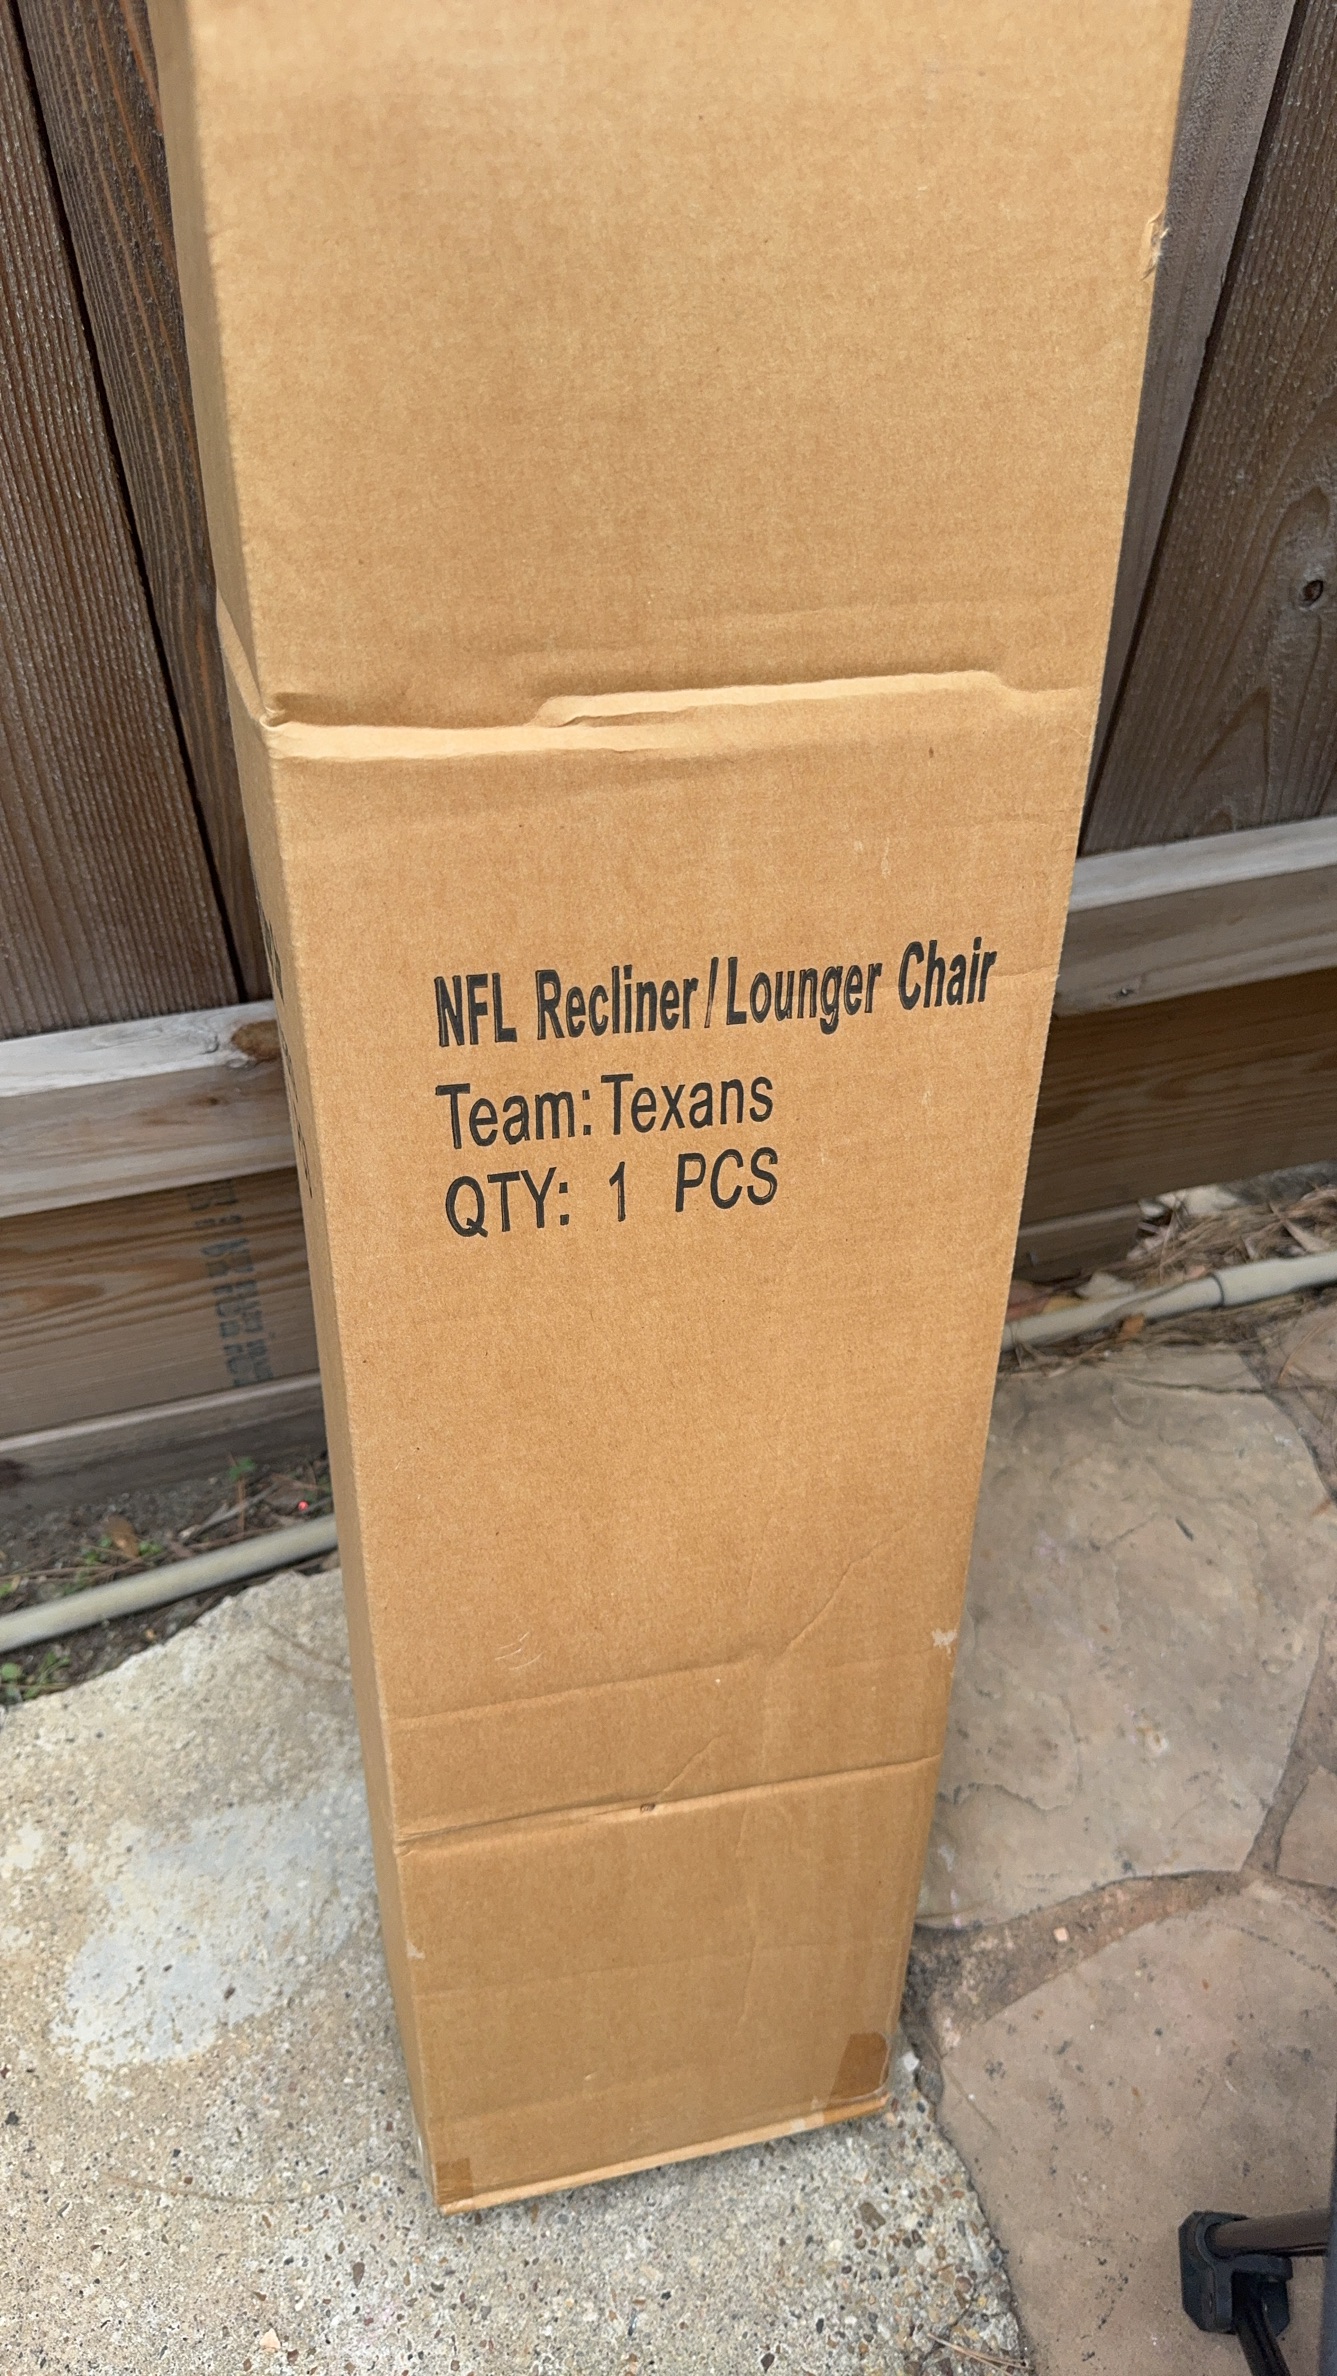 NFL Recliner/Lounger Chair
Team: Texans
QTY: 1 PCS